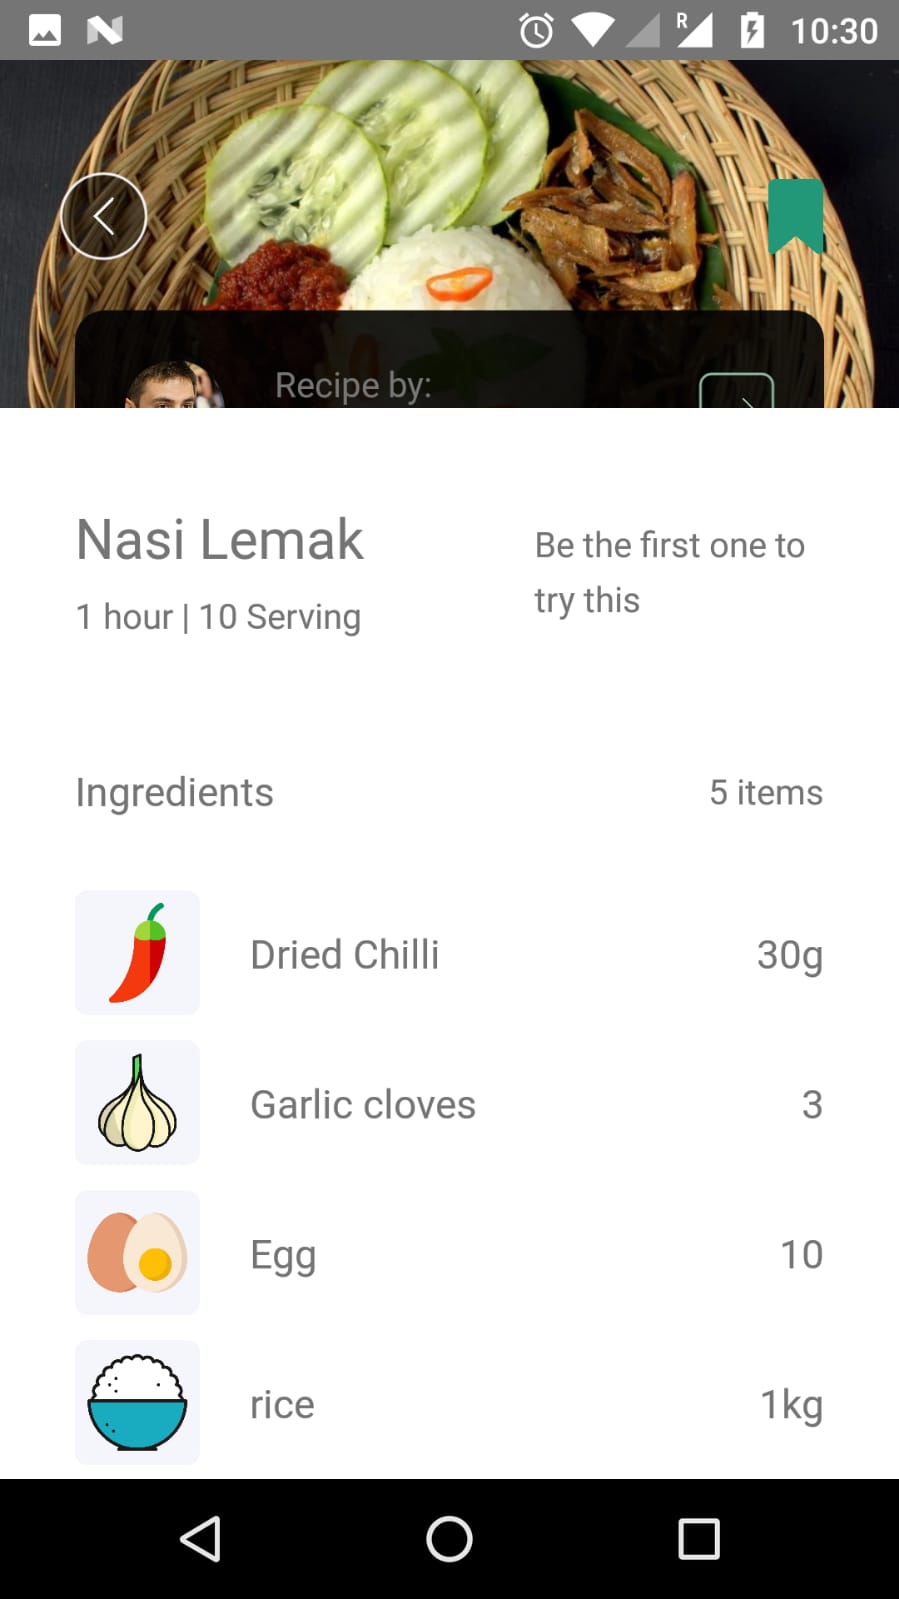 R 10:30
Recipe by:
Nasi Lemak
Be the first one to
try this
1 hour | 10 Serving
Ingredients 5 items
Dried Chilli 30g
Garlic cloves 3
Egg 10
rice 1kg